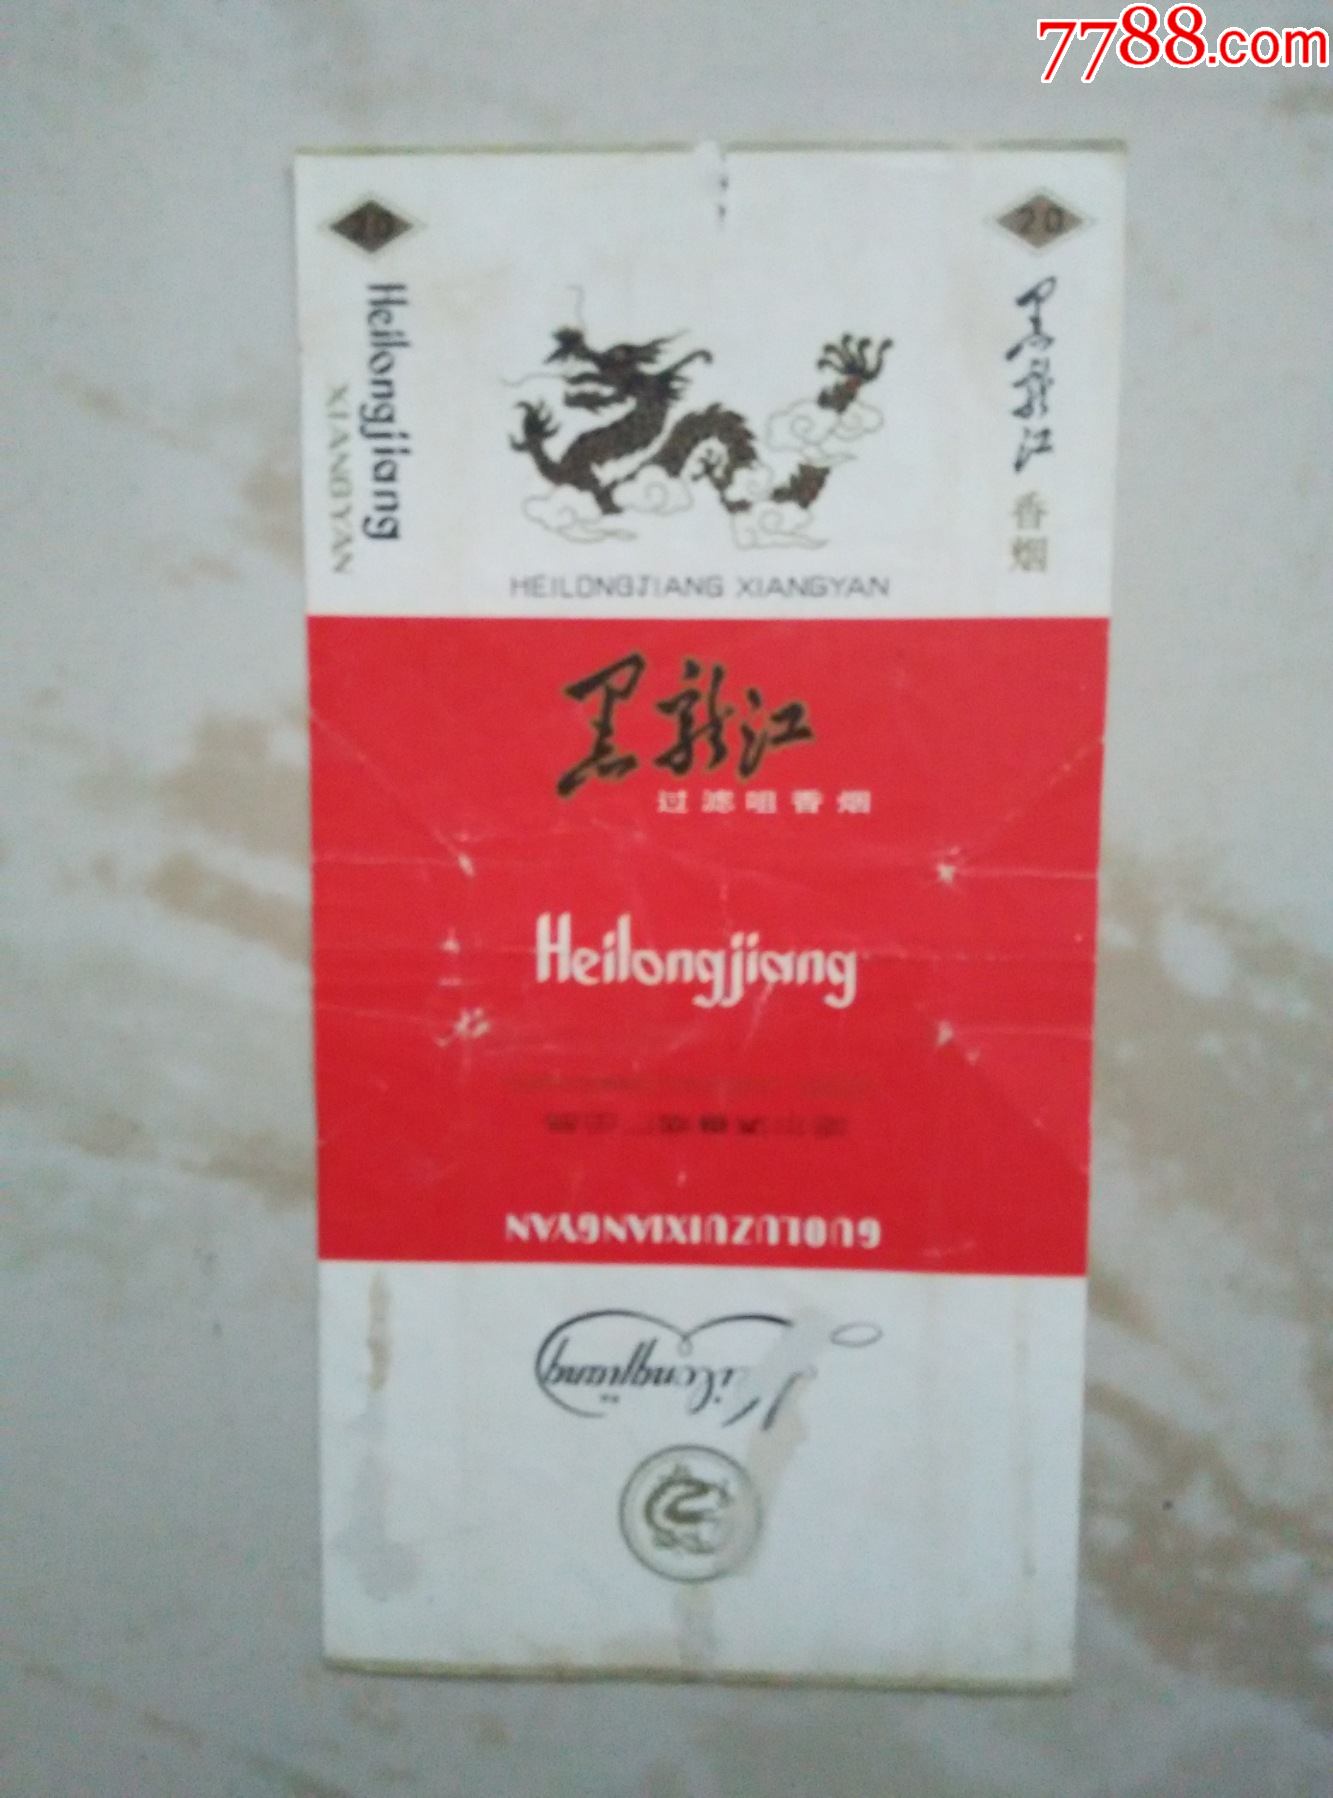 7788.com
20
20
Heilongjiang
XIANGYAN
黑龙江
香烟
HEILONGJIANG XIANGYAN
黑龙江
过滤咀香烟
Heilongjiang
GUOLUZUIXIANGYAN
Heilongjiang